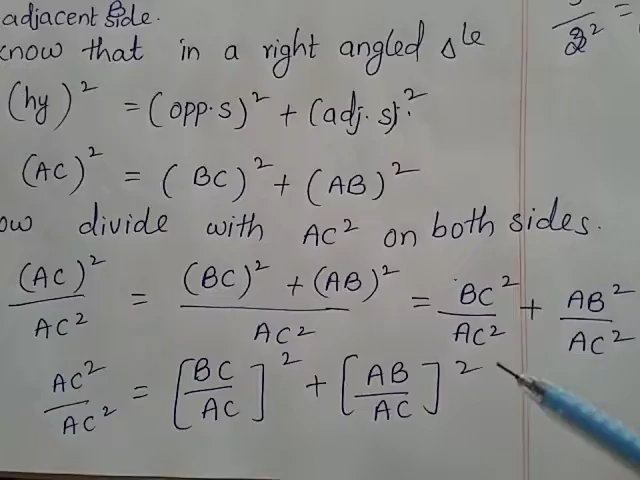 adjacent side.
know that in a right angled Δle
(hy)² = (opp.s)² + (adj.s)².
(AC)² = (BC)² + (AB)²
ow divide with AC² on both sides.
(AC)²/AC² = (BC)² + (AB)²/AC² = BC²/AC² + AB²/AC²
AC²/AC² = [BC/AC]² + [AB/AC]²